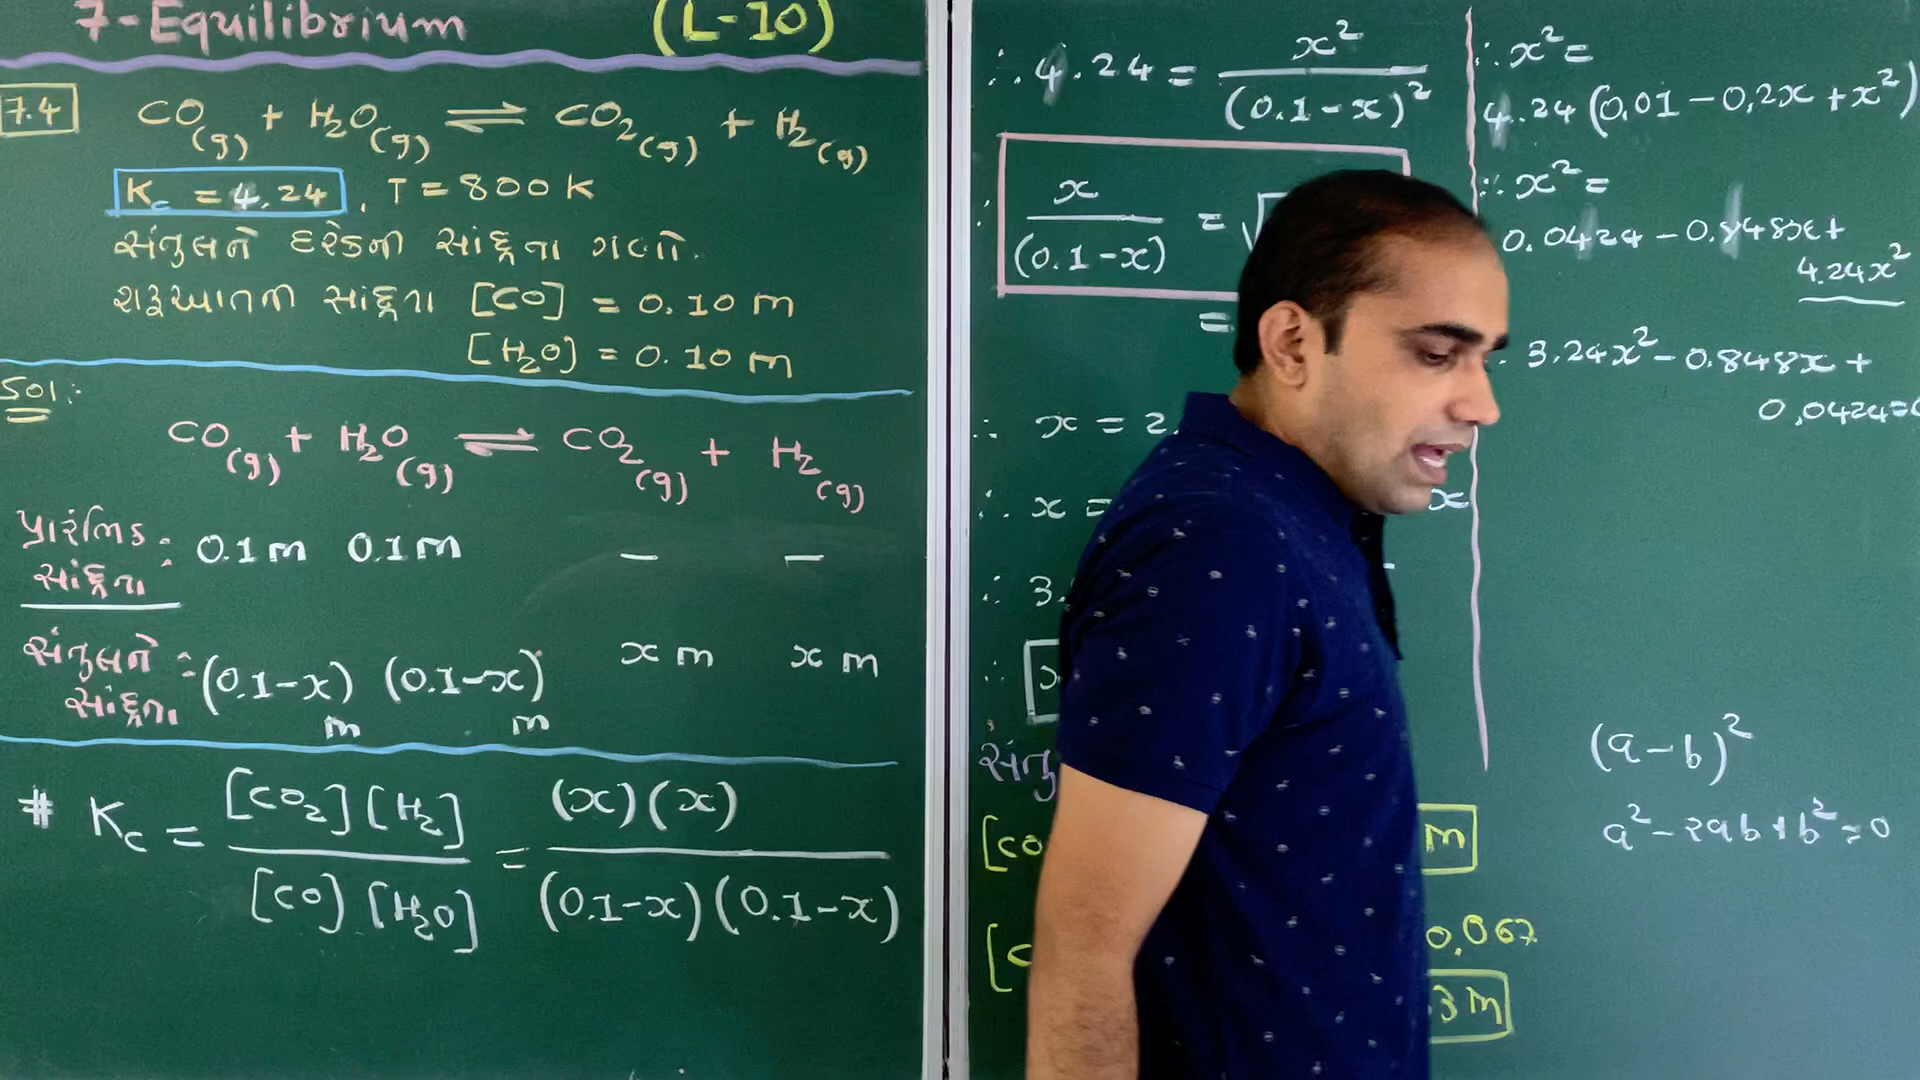 7-Equilibrium (L-10)
7.4 CO(g) + H₂O(g) ⇌ CO₂(g) + H₂(g)
Kc = 4.24, T = 800 K
સંતુલને દરેકની સાંદ્રતા ગણો.
શરૂઆતની સાંદ્રતા [CO] = 0.10 m
[H₂O] = 0.10 m
Sol:
CO(g) + H₂O(g) ⇌ CO₂(g) + H₂(g)
પ્રારંભિક સાંદ્રતા : 0.1 m 0.1 m — —
સંતુલને સાંદ્રતા : (0.1-x) m (0.1-x) m x m x m
# Kc = [CO₂][H₂] / [CO][H₂O] = (x)(x) / (0.1-x)(0.1-x)
∴ 4.24 = x² / (0.1-x)²
x / (0.1-x) = √
=
∴ x = 2.
∴ x = x
∴ 3.
∴
[CO m
[C 0.067
3 m
∴ x² =
4.24 (0.01 - 0.2x + x²)
∴ x² =
0.0424 - 0.848x +
4.24x²
3.24x² - 0.848x +
0.0424 =
(a-b)²
a² - 2ab + b² = 0